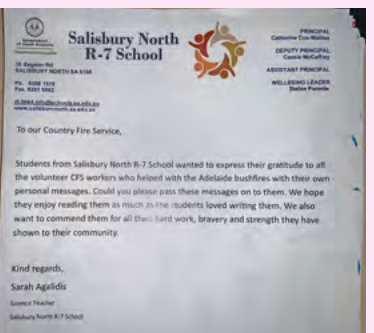 Salisbury North
R-7 School
SALISBURY NORTH SA 5108
PRINCIPAL
DEPUTY PRINCIPAL
Cassie McCaffrey
ASSISTANT PRINCIPAL
WELLBEING LEADER
To our Country Fire Service,
Students from Salisbury North R-7 School wanted to express their gratitude to all
the volunteer CFS workers who helped with the Adelaide bushfires with their own
personal messages. Could you please pass these messages on to them. We hope
they enjoy reading them as much as the students loved writing them. We also
want to commend them for all their hard work, bravery and strength they have
shown to their community.
Kind regards,
Sarah Agalidis
Science Teacher
Salisbury North R-7 School